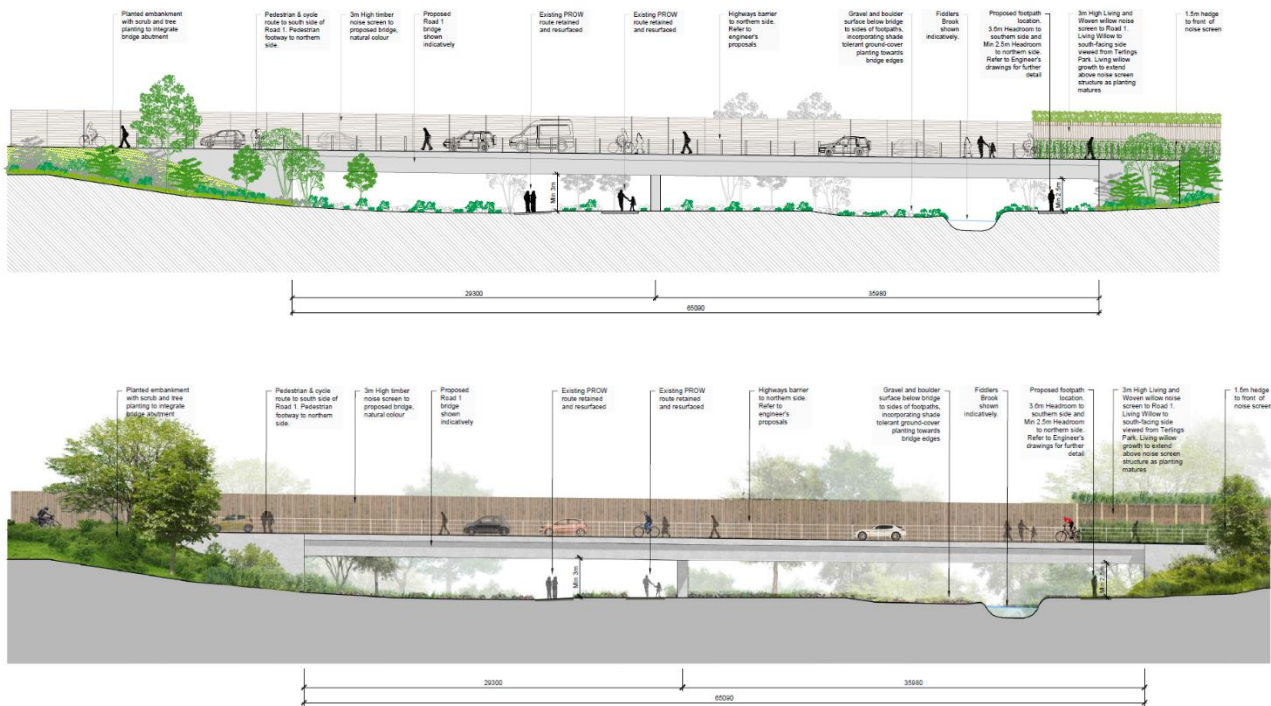 Planted embankment
with scrub and tree
planting to integrate
bridge abutment
Pedestrian & cycle
route to south side of
Road 1. Pedestrian
footway to northern
side.
3m High timber
noise screen to
proposed bridge,
natural colour
Proposed
Road 1
bridge
shown
indicatively
Existing PROW
route retained
and resurfaced
Existing PROW
route retained
and resurfaced
Highways barrier
to northern side.
Refer to
engineer's
proposals
Gravel and boulder
surface below bridge
to sides of footpaths,
incorporating shade
tolerant ground-cover
planting towards
bridge edges
Fiddlers
Brook
shown
indicatively.
Proposed footpath
location.
3.6m Headroom to
southern side and
Min 2.5m Headroom
to northern side.
Refer to Engineer's
drawings for further
detail
3m High Living and
Woven willow noise
screen to Road 1.
Living Willow to
south-facing side
viewed from Terlings
Park. Living willow
growth to extend
above noise screen
structure as planting
matures
1.5m hedge
to front of
noise screen
Min 3m
Min 2.5m
29300
35980
65090
Planted embankment
with scrub and tree
planting to integrate
bridge abutment
Pedestrian & cycle
route to south side of
Road 1. Pedestrian
footway to northern
side.
3m High timber
noise screen to
proposed bridge,
natural colour
Proposed
Road 1
bridge
shown
indicatively
Existing PROW
route retained
and resurfaced
Existing PROW
route retained
and resurfaced
Highways barrier
to northern side.
Refer to
engineer's
proposals
Gravel and boulder
surface below bridge
to sides of footpaths,
incorporating shade
tolerant ground-cover
planting towards
bridge edges
Fiddlers
Brook
shown
indicatively.
Proposed footpath
location.
3.6m Headroom to
southern side and
Min 2.5m Headroom
to northern side.
Refer to Engineer's
drawings for further
detail
3m High Living and
Woven willow noise
screen to Road 1.
Living Willow to
south-facing side
viewed from Terlings
Park. Living willow
growth to extend
above noise screen
structure as planting
matures
1.5m hedge
to front of
noise screen
Min 3m
Min 2.5m
29300
35980
65090